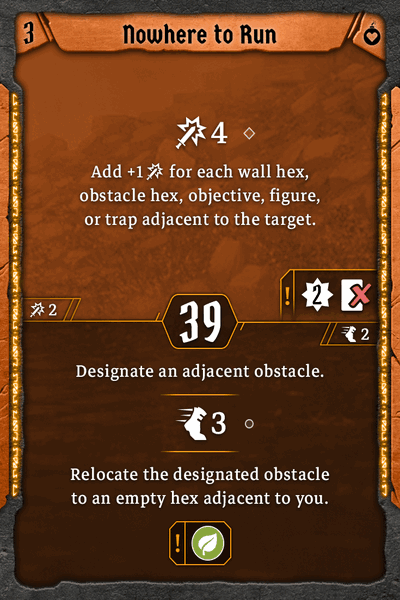 3
Nowhere to Run
4
Add +1 for each wall hex,
obstacle hex, objective, figure,
or trap adjacent to the target.
! 2
2
39
2
Designate an adjacent obstacle.
3
Relocate the designated obstacle
to an empty hex adjacent to you.
!